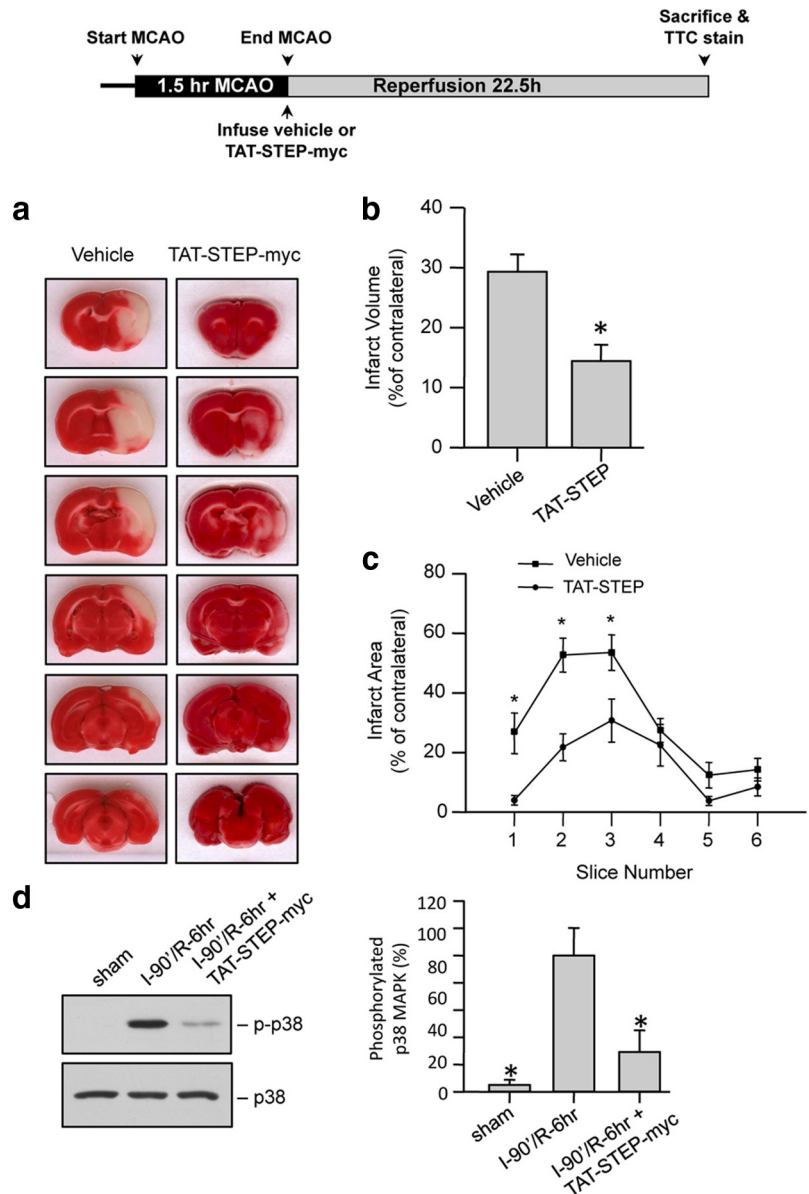 Start MCAO
End MCAO
Sacrifice &
TTC stain
1.5 hr MCAO
Reperfusion 22.5h
Infuse vehicle or
TAT-STEP-myc
a
Vehicle
TAT-STEP-myc
b
40
30
20
10
0
Infarct Volume
(%of contralateral)
*
Vehicle
TAT-STEP
c
Vehicle
TAT-STEP
80
60
40
20
0
Infarct Area
(% of contralateral)
*
*
*
1 2 3 4 5 6
Slice Number
d
sham
I-90'/R-6hr
I-90'/R-6hr +
TAT-STEP-myc
– p-p38
– p38
120
100
80
60
40
20
0
Phosphorylated
p38 MAPK (%)
*
*
sham
I-90'/R-6hr
I-90'/R-6hr +
TAT-STEP-myc